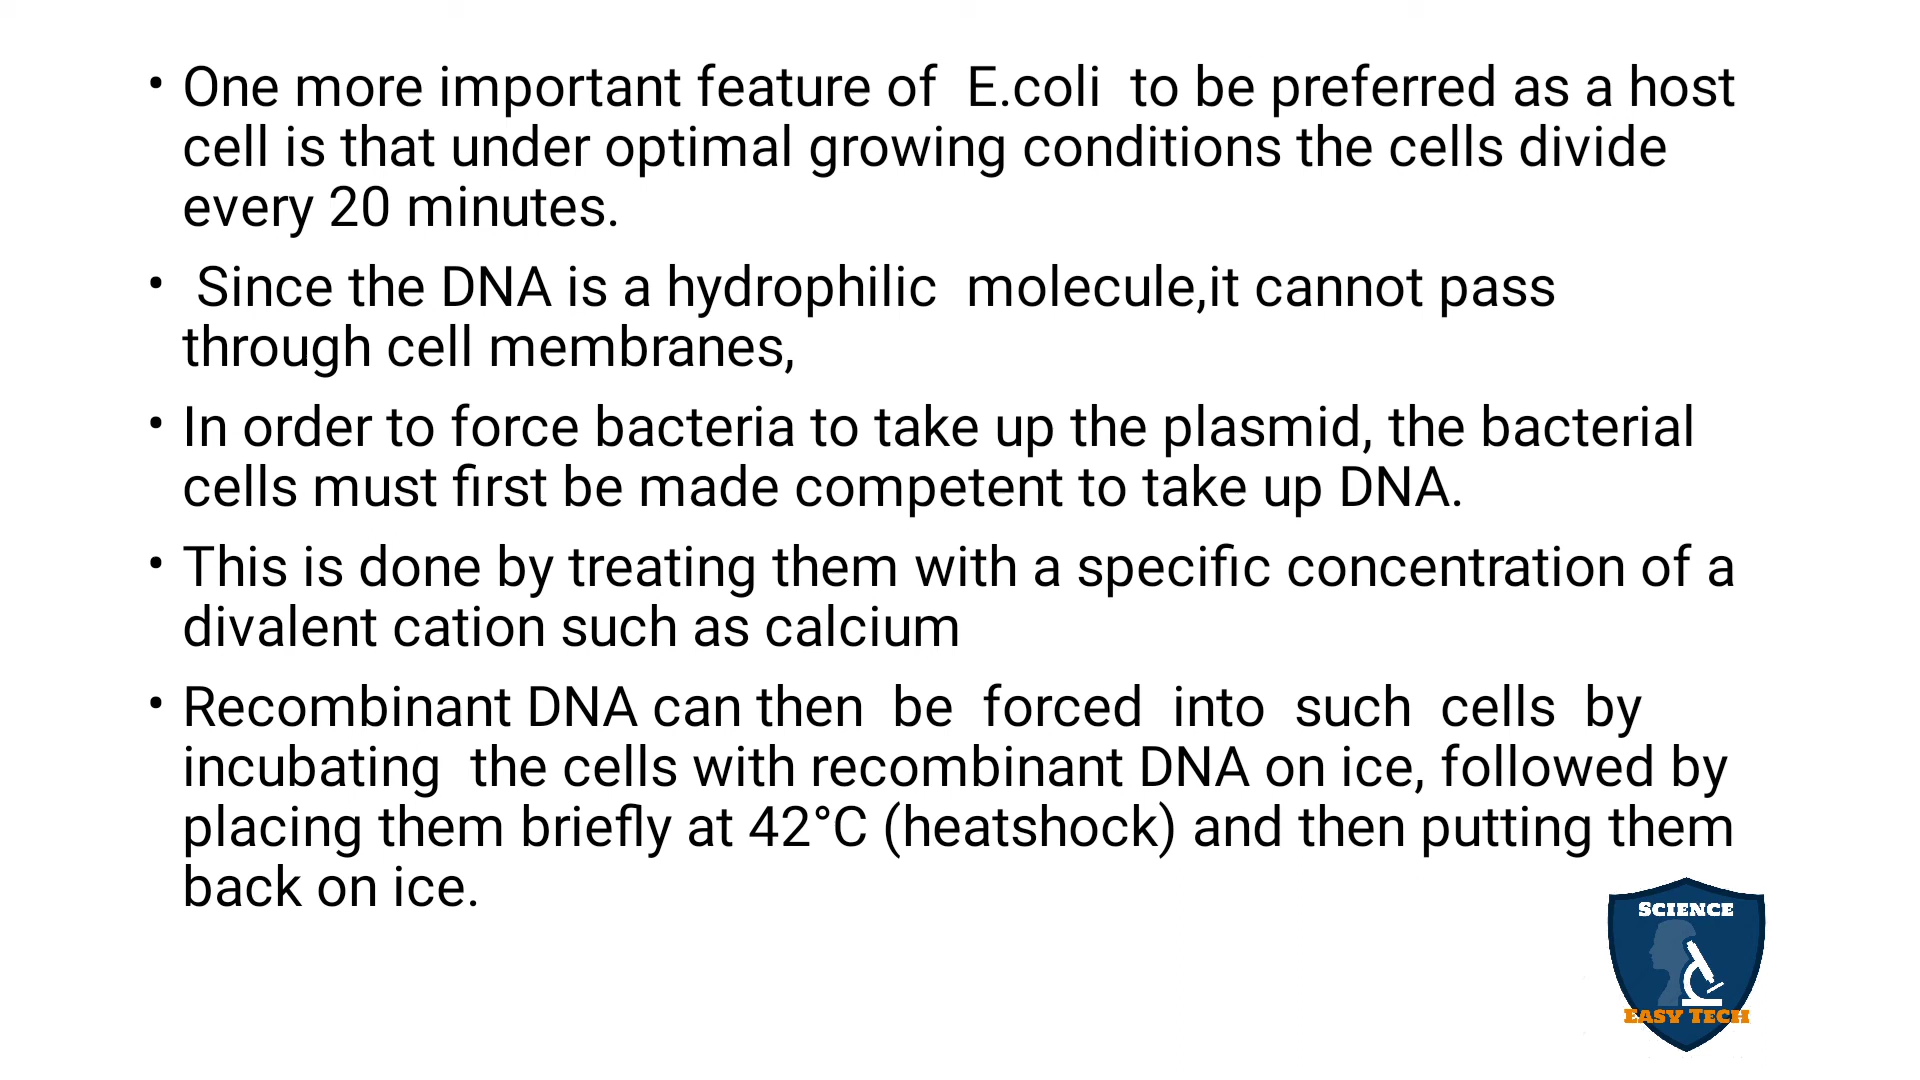 • One more important feature of  E.coli  to be preferred as a host
cell is that under optimal growing conditions the cells divide
every 20 minutes.
•  Since the DNA is a hydrophilic  molecule,it cannot pass
through cell membranes,
• In order to force bacteria to take up the plasmid, the bacterial
cells must first be made competent to take up DNA.
• This is done by treating them with a specific concentration of a
divalent cation such as calcium
• Recombinant DNA can then  be  forced  into  such  cells  by
incubating  the cells with recombinant DNA on ice, followed by
placing them briefly at 42°C (heatshock) and then putting them
back on ice.
SCIENCE
EASY TECH